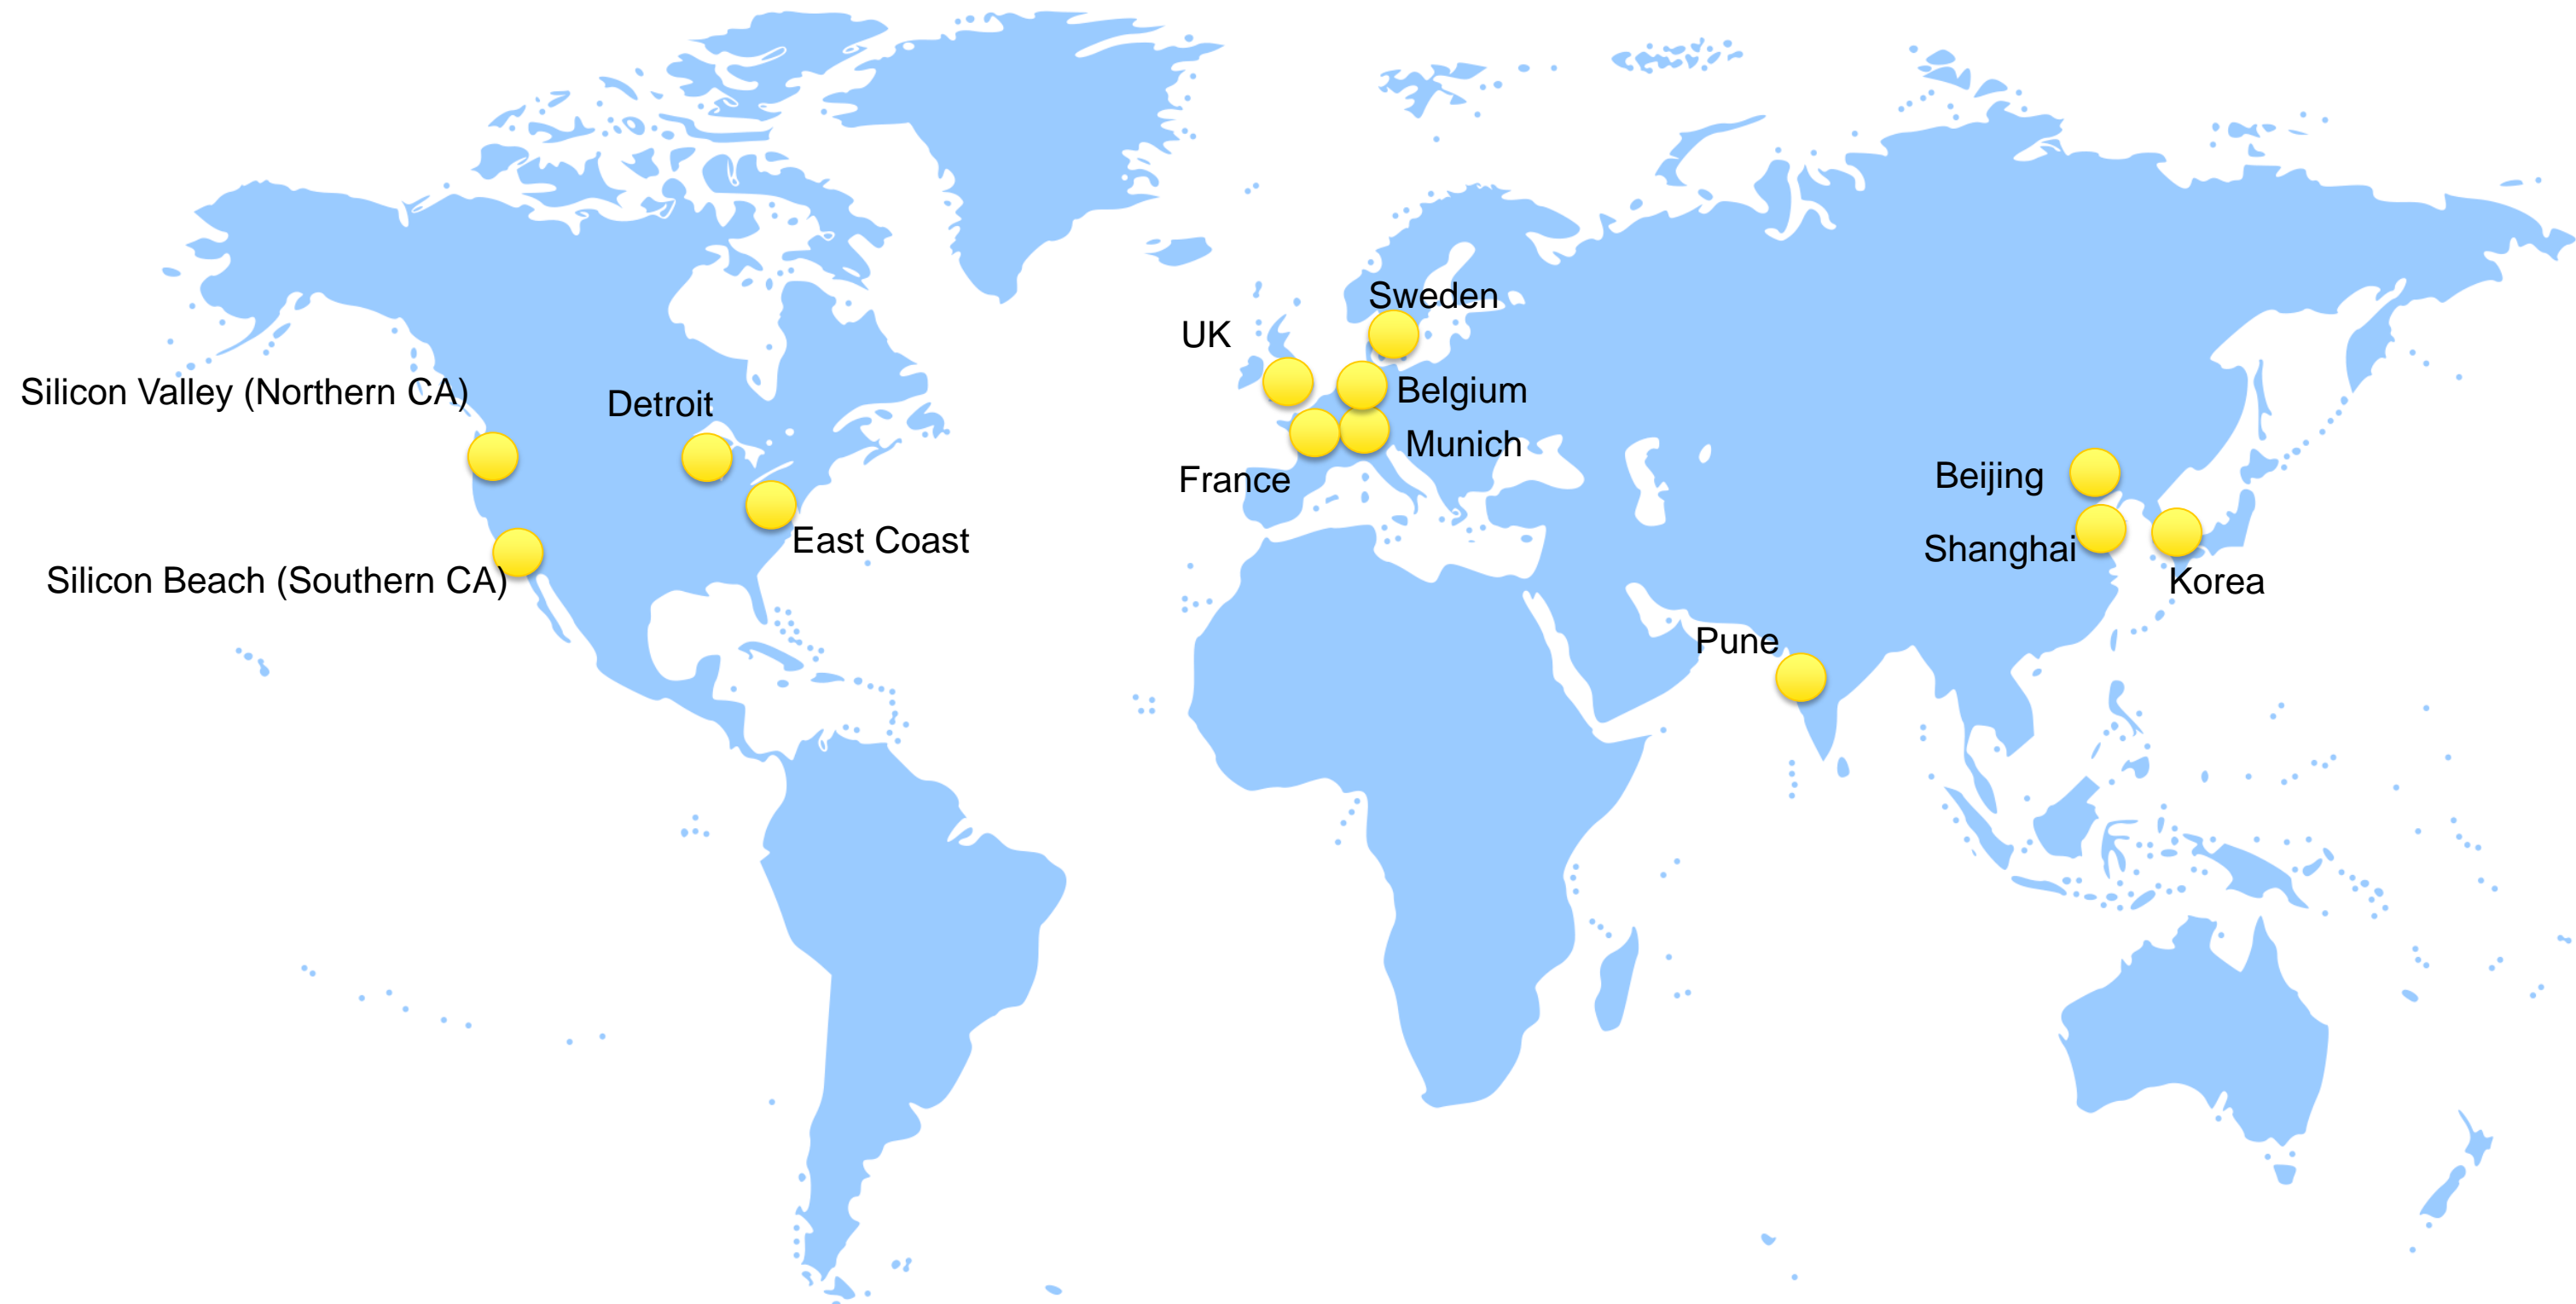 Sweden
UK
Silicon Valley (Northern CA)
Detroit
Belgium
Munich
France
Beijing
East Coast
Shanghai
Silicon Beach (Southern CA)
Korea
Pune